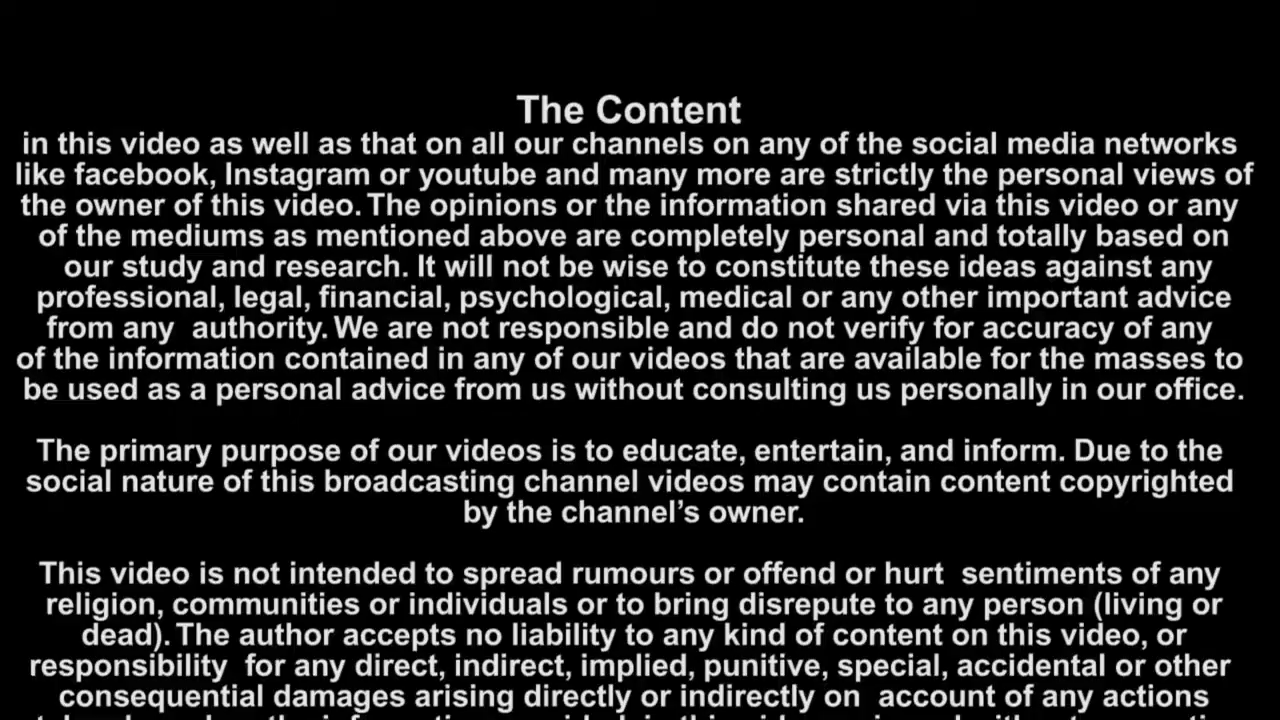 The Content
in this video as well as that on all our channels on any of the social media networks
like facebook, Instagram or youtube and many more are strictly the personal views of
the owner of this video. The opinions or the information shared via this video or any
of the mediums as mentioned above are completely personal and totally based on
our study and research. It will not be wise to constitute these ideas against any
professional, legal, financial, psychological, medical or any other important advice
from any authority. We are not responsible and do not verify for accuracy of any
of the information contained in any of our videos that are available for the masses to
be used as a personal advice from us without consulting us personally in our office.
The primary purpose of our videos is to educate, entertain, and inform. Due to the
social nature of this broadcasting channel videos may contain content copyrighted
by the channel’s owner.
This video is not intended to spread rumours or offend or hurt sentiments of any
religion, communities or individuals or to bring disrepute to any person (living or
dead). The author accepts no liability to any kind of content on this video, or
responsibility for any direct, indirect, implied, punitive, special, accidental or other
consequential damages arising directly or indirectly on account of any actions